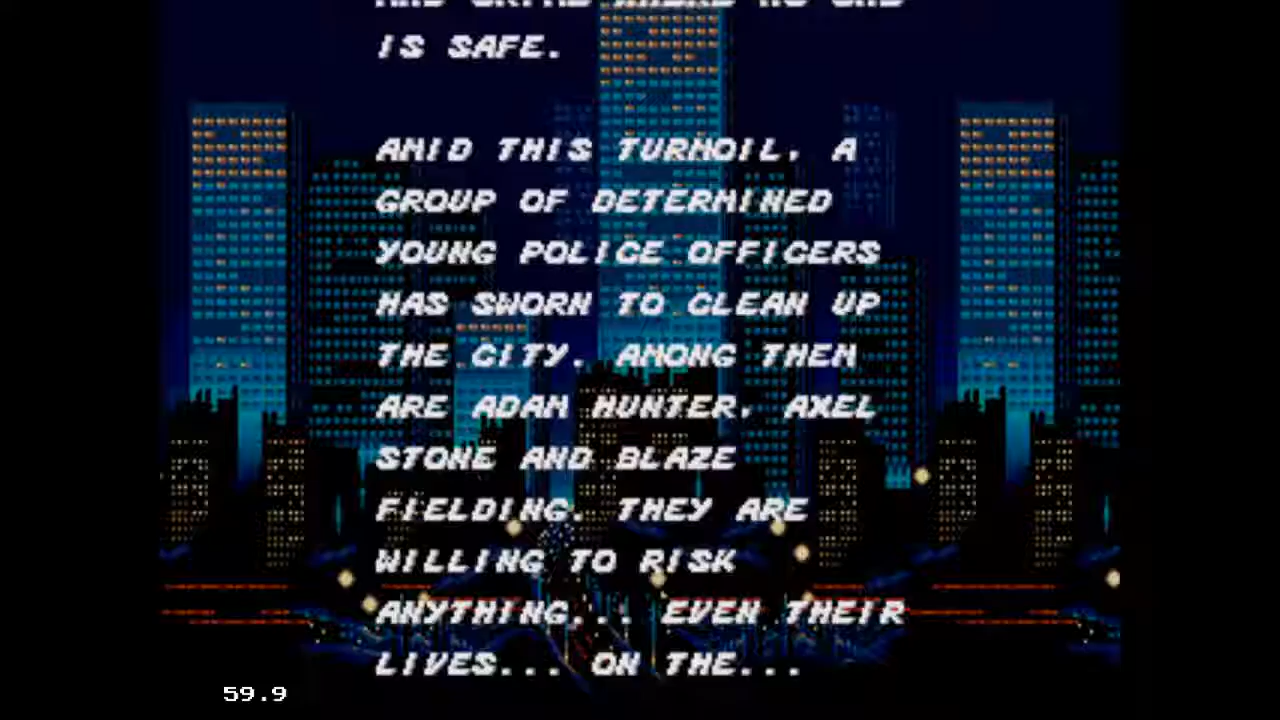 IS SAFE.
AMID THIS TURMOIL, A
GROUP OF DETERMINED
YOUNG POLICE OFFICERS
HAS SWORN TO CLEAN UP
THE CITY. AMONG THEM
ARE ADAM HUNTER, AXEL
STONE AND BLAZE
FIELDING. THEY ARE
WILLING TO RISK
ANYTHING... EVEN THEIR
LIVES... ON THE...
59.9